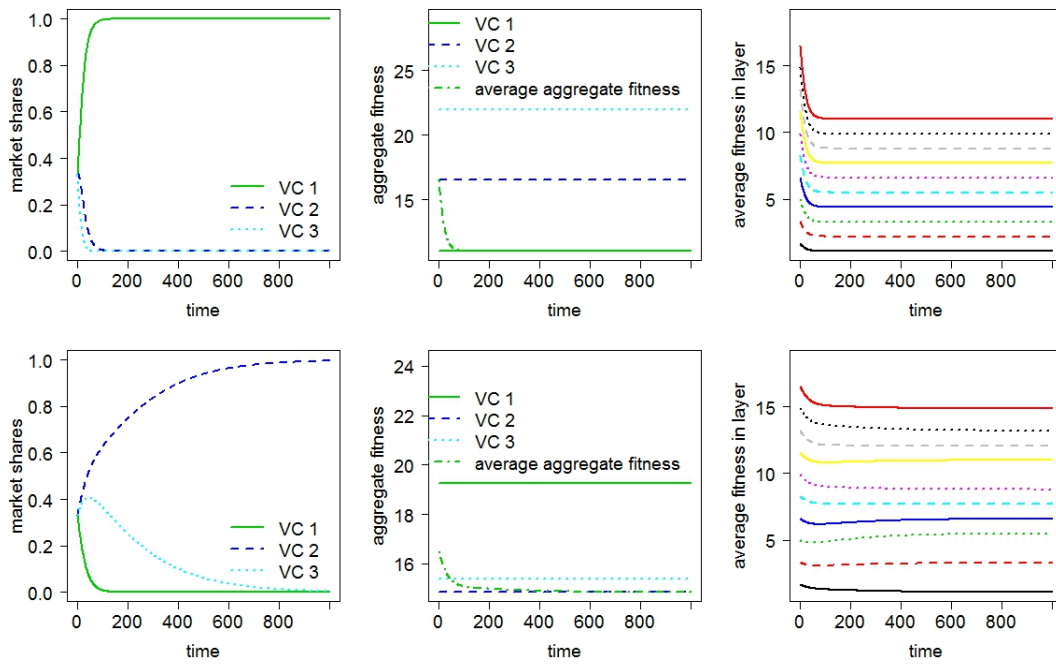 market shares
1.0
0.8
0.6
0.4
0.2
0.0
VC 1
VC 2
VC 3
0 200 400 600 800
time
aggregate fitness
25
20
15
VC 1
VC 2
VC 3
average aggregate fitness
0 200 400 600 800
time
average fitness in layer
15
10
5
0 200 400 600 800
time
market shares
1.0
0.8
0.6
0.4
0.2
0.0
VC 1
VC 2
VC 3
0 200 400 600 800
time
aggregate fitness
24
22
20
18
16
VC 1
VC 2
VC 3
average aggregate fitness
0 200 400 600 800
time
average fitness in layer
15
10
5
0 200 400 600 800
time